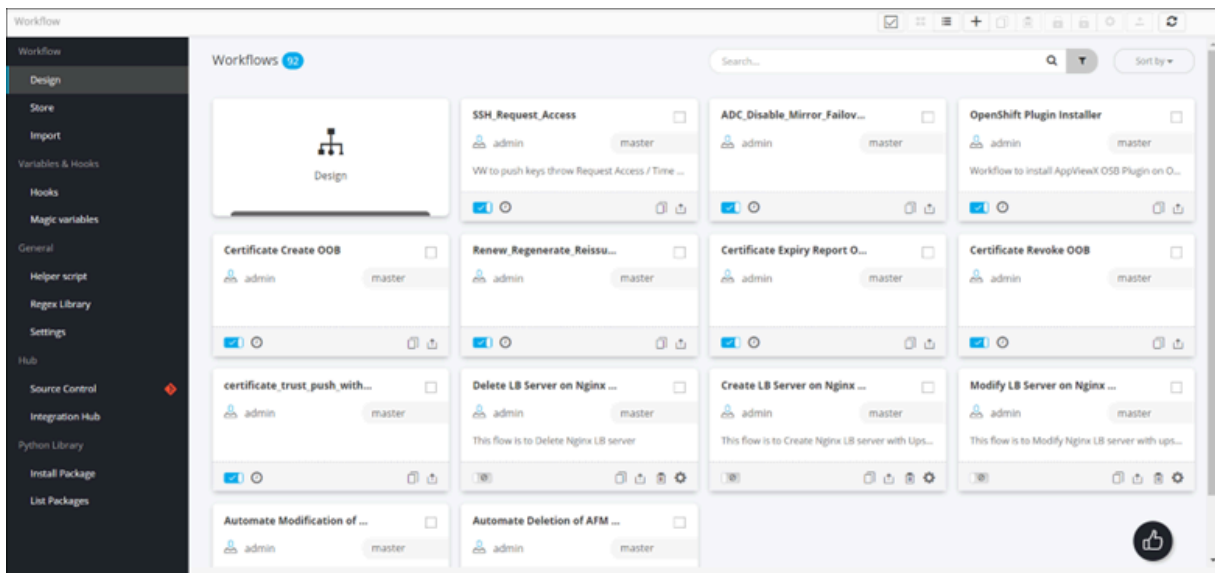 Workflow
Workflow
Design
Store
Import
Variables & Hooks
Hooks
Magic variables
General
Helper script
Regex Library
Settings
Hub
Source Control
Integration Hub
Python Library
Install Package
List Packages
Workflows 92
Search...
Sort by
Design
SSH_Request_Access
admin master
VW to push keys throw Request Access / Time ...
ADC_Disable_Mirror_Failov...
admin master
OpenShift Plugin Installer
admin master
Workflow to install AppViewX OSB Plugin on O...
Certificate Create OOB
admin master
Renew_Regenerate_Reissu...
admin master
Certificate Expiry Report O...
admin master
Certificate Revoke OOB
admin master
certificate_trust_push_with...
admin master
Delete LB Server on Nginx ...
admin master
This flow is to Delete Nginx LB server
Create LB Server on Nginx ...
admin master
This flow is to Create Nginx LB server with Ups...
Modify LB Server on Nginx ...
admin master
This flow is to Modify Nginx LB server with ups...
Automate Modification of ...
admin master
Automate Deletion of AFM ...
admin master